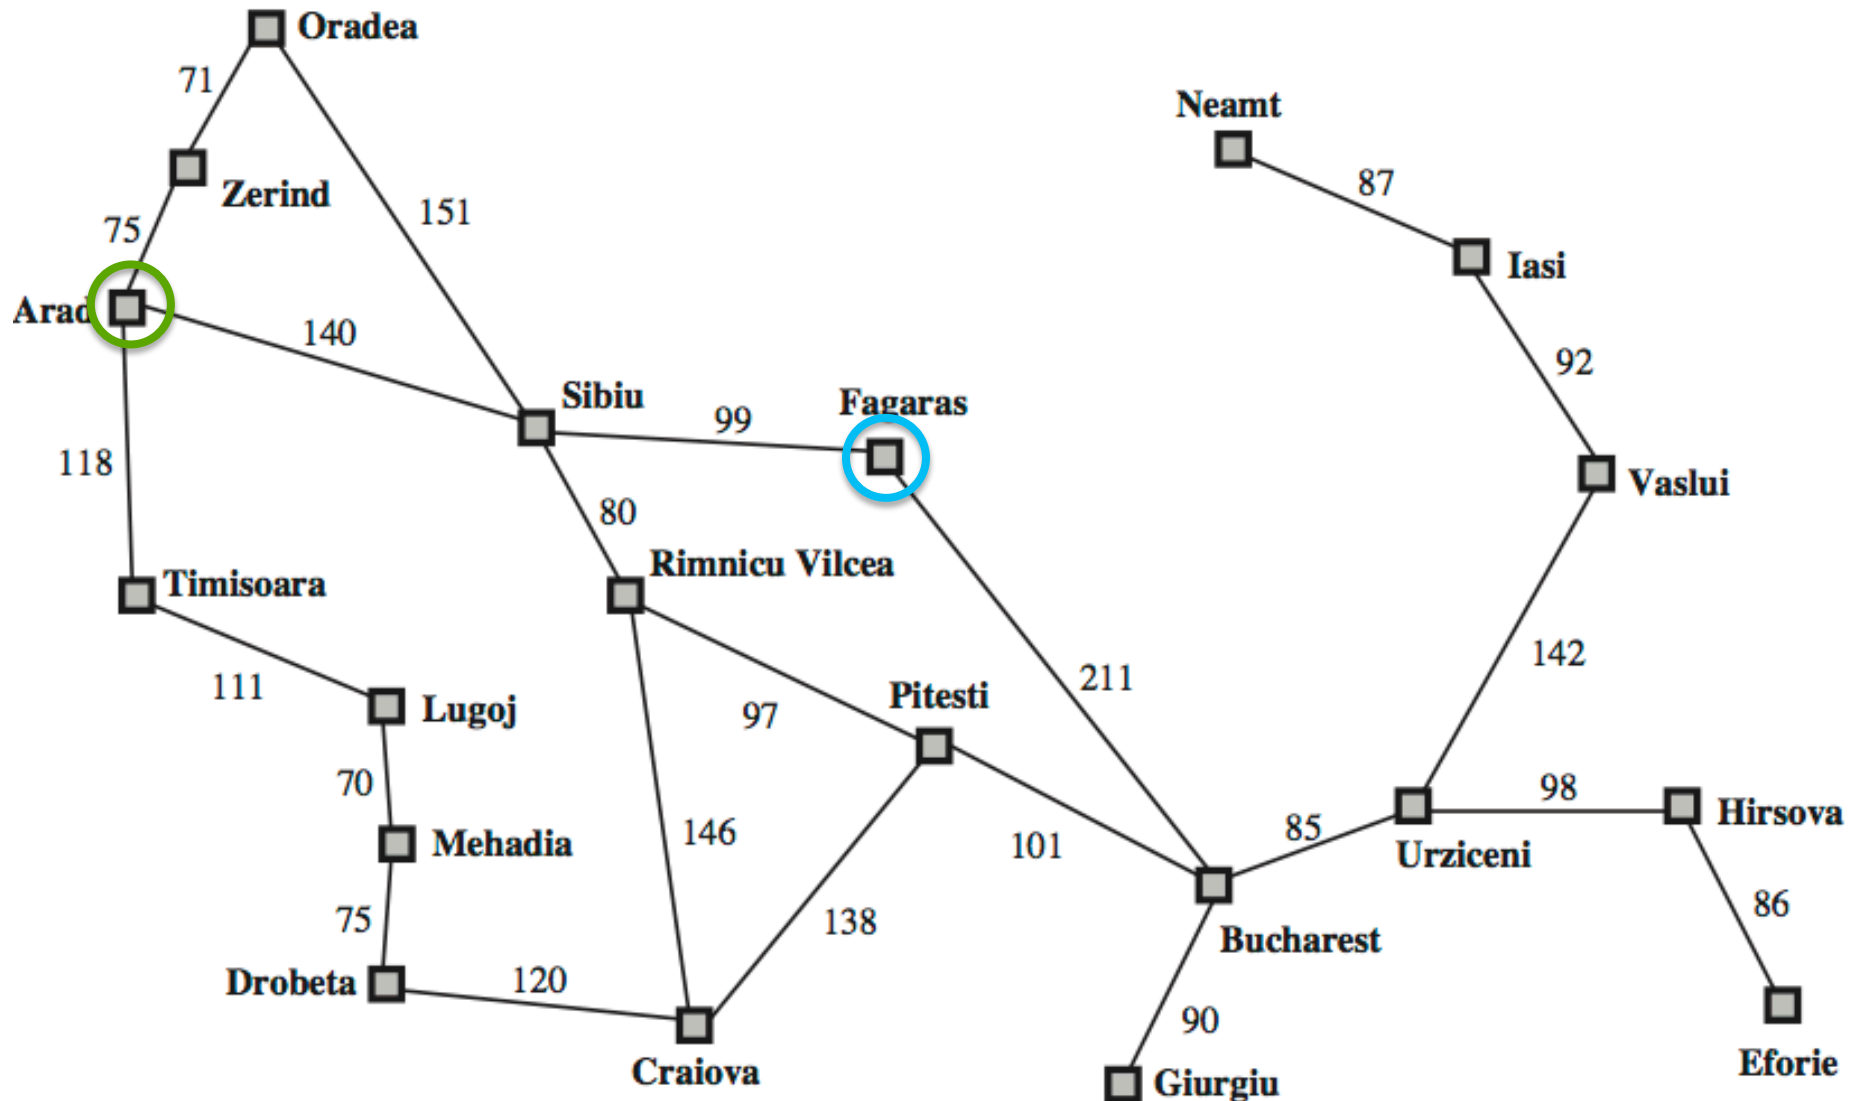 Oradea
71
Neamt
87
Zerind
151
75
Iasi
Arad
140
92
Sibiu
Fagaras
99
118
Vaslui
80
Rimnicu Vilcea
Timisoara
142
211
111
Pitesti
Lugoj
97
70
98
Hirsova
85
146
101
Mehadia
Urziceni
86
75
138
Bucharest
Drobeta
120
90
Eforie
Craiova
Giurgiu